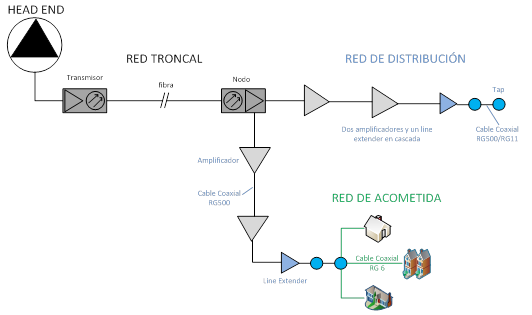 HEAD END
RED TRONCAL
RED DE DISTRIBUCIÓN
Transmisor
fibra
Nodo
Tap
Dos amplificadores y un line
extender en cascada
Cable Coaxial
RG500/RG11
Amplificador
Cable Coaxial
RG500
RED DE ACOMETIDA
Cable Coaxial
RG 6
Line Extender